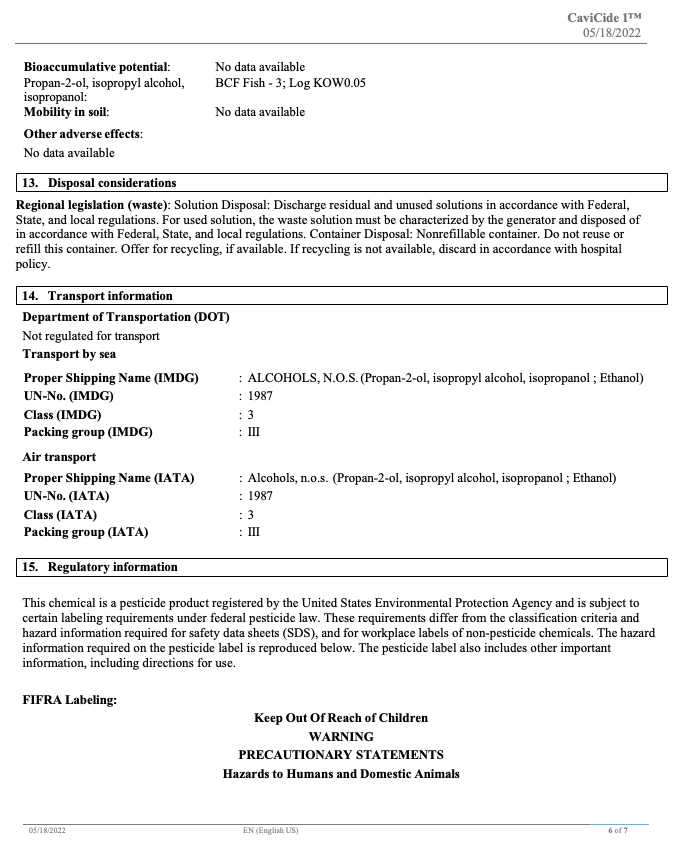 CaviCide 1™
05/18/2022
Bioaccumulative potential: No data available
Propan-2-ol, isopropyl alcohol, BCF Fish - 3; Log KOW0.05
isopropanol:
Mobility in soil: No data available
Other adverse effects:
No data available
13. Disposal considerations
Regional legislation (waste): Solution Disposal: Discharge residual and unused solutions in accordance with Federal,
State, and local regulations. For used solution, the waste solution must be characterized by the generator and disposed of
in accordance with Federal, State, and local regulations. Container Disposal: Nonrefillable container. Do not reuse or
refill this container. Offer for recycling, if available. If recycling is not available, discard in accordance with hospital
policy.
14. Transport information
Department of Transportation (DOT)
Not regulated for transport
Transport by sea
Proper Shipping Name (IMDG) : ALCOHOLS, N.O.S. (Propan-2-ol, isopropyl alcohol, isopropanol ; Ethanol)
UN-No. (IMDG) : 1987
Class (IMDG) : 3
Packing group (IMDG) : III
Air transport
Proper Shipping Name (IATA) : Alcohols, n.o.s. (Propan-2-ol, isopropyl alcohol, isopropanol ; Ethanol)
UN-No. (IATA) : 1987
Class (IATA) : 3
Packing group (IATA) : III
15. Regulatory information
This chemical is a pesticide product registered by the United States Environmental Protection Agency and is subject to
certain labeling requirements under federal pesticide law. These requirements differ from the classification criteria and
hazard information required for safety data sheets (SDS), and for workplace labels of non-pesticide chemicals. The hazard
information required on the pesticide label is reproduced below. The pesticide label also includes other important
information, including directions for use.
FIFRA Labeling:
Keep Out Of Reach of Children
WARNING
PRECAUTIONARY STATEMENTS
Hazards to Humans and Domestic Animals
05/18/2022 EN (English US) 6 of 7